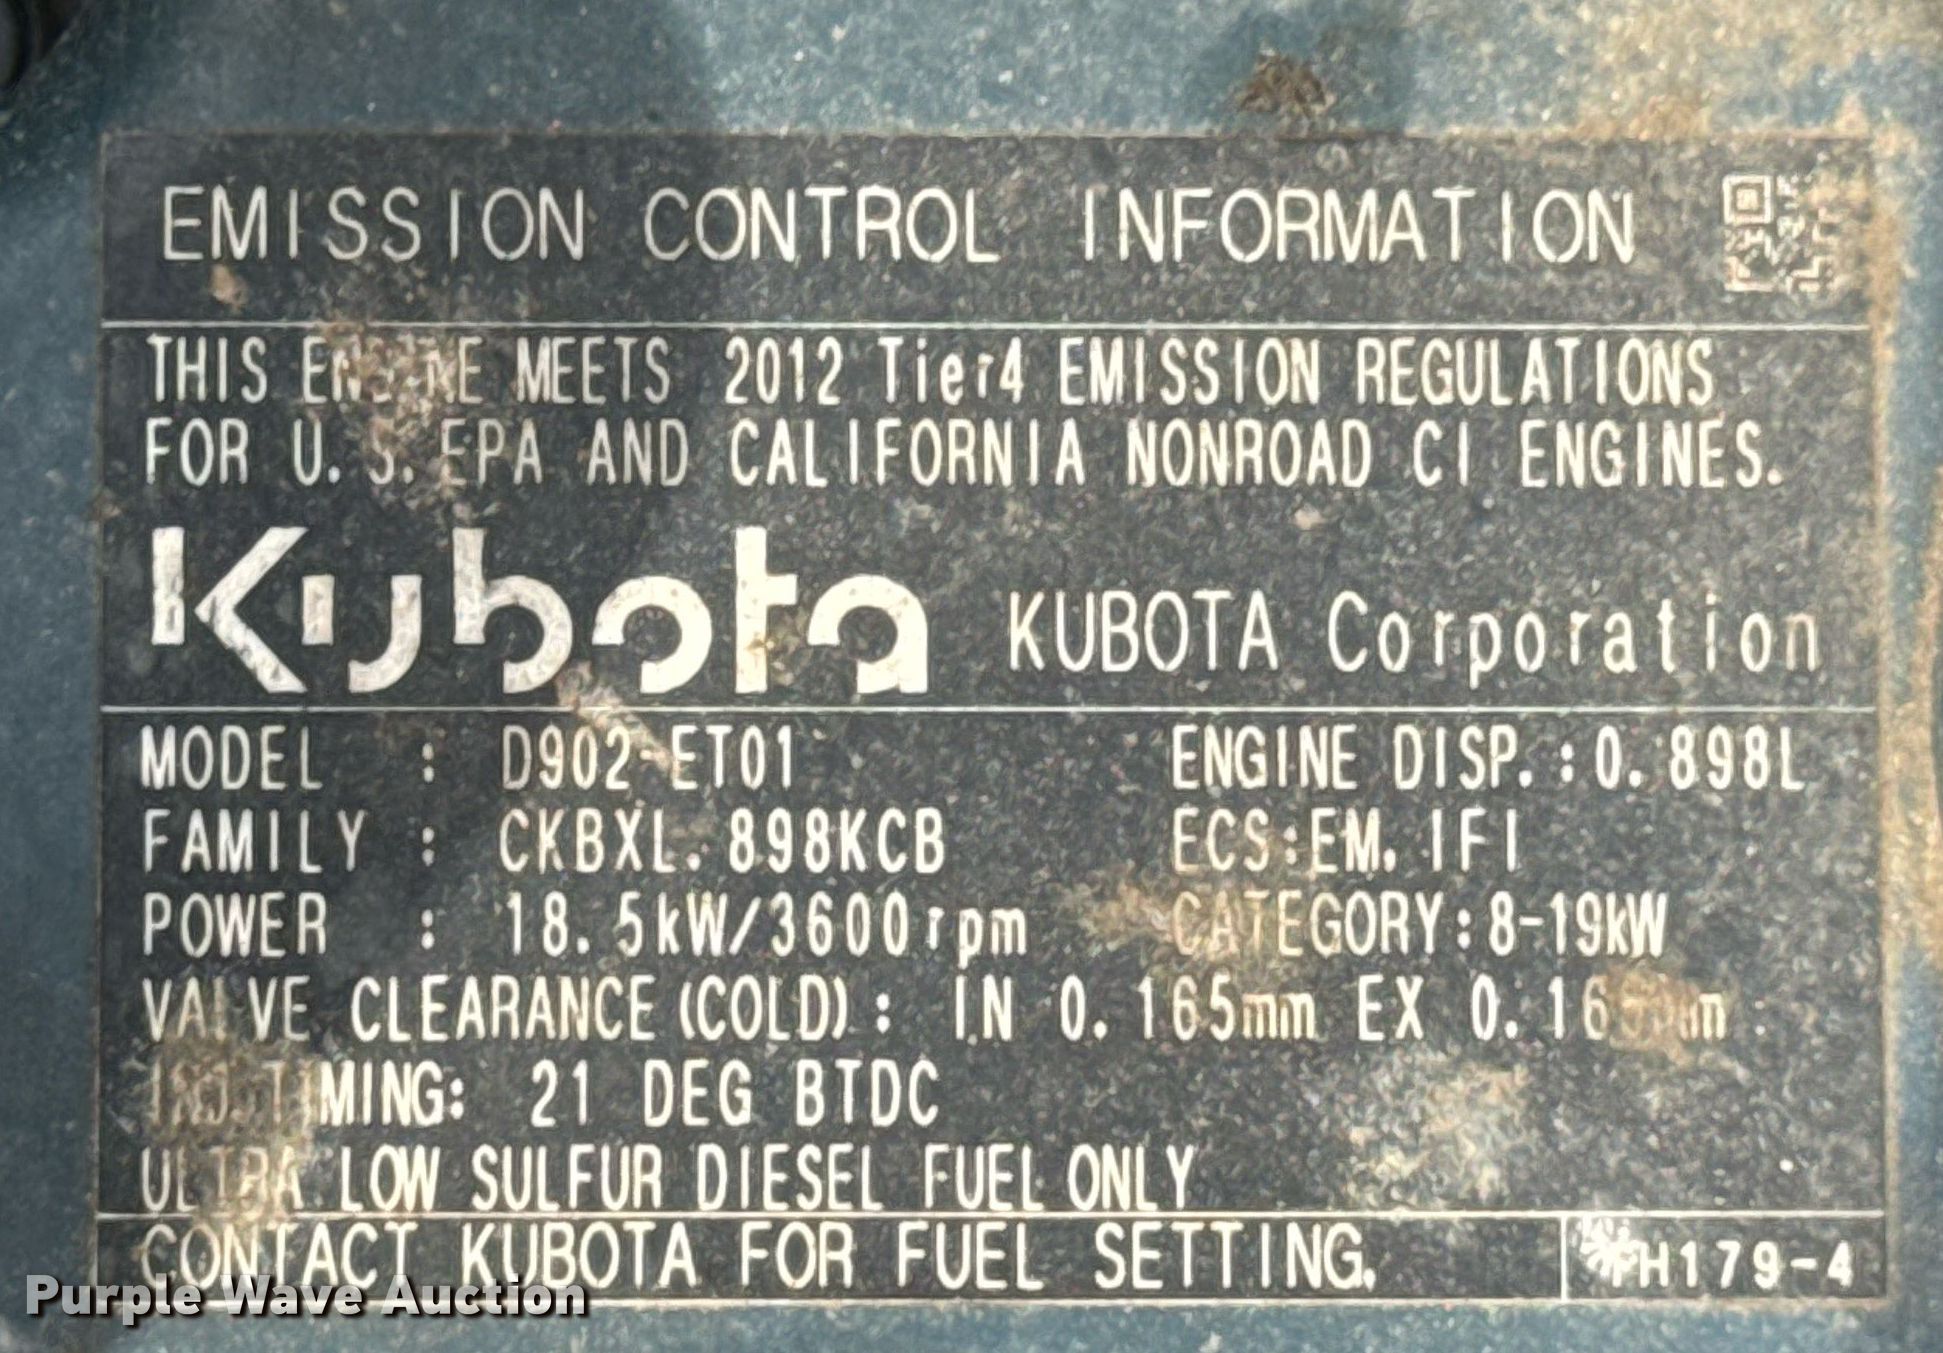 EMISSION CONTROL INFORMATION
THIS ENGINE MEETS 2012 Tier4 EMISSION REGULATIONS
FOR U.S. EPA AND CALIFORNIA NONROAD CI ENGINES.
Kubota KUBOTA Corporation
MODEL : D902-ET01 ENGINE DISP.:0.898L
FAMILY : CKBXL.898KCB ECS:EM, IFI
POWER : 18.5kW/3600rpm CATEGORY:8-19kW
VALVE CLEARANCE(COLD): IN 0.165mm EX 0.165mm
TIMING: 21 DEG BTDC
ULTRA LOW SULFUR DIESEL FUEL ONLY
CONTACT KUBOTA FOR FUEL SETTING. H179-4
Purple Wave Auction